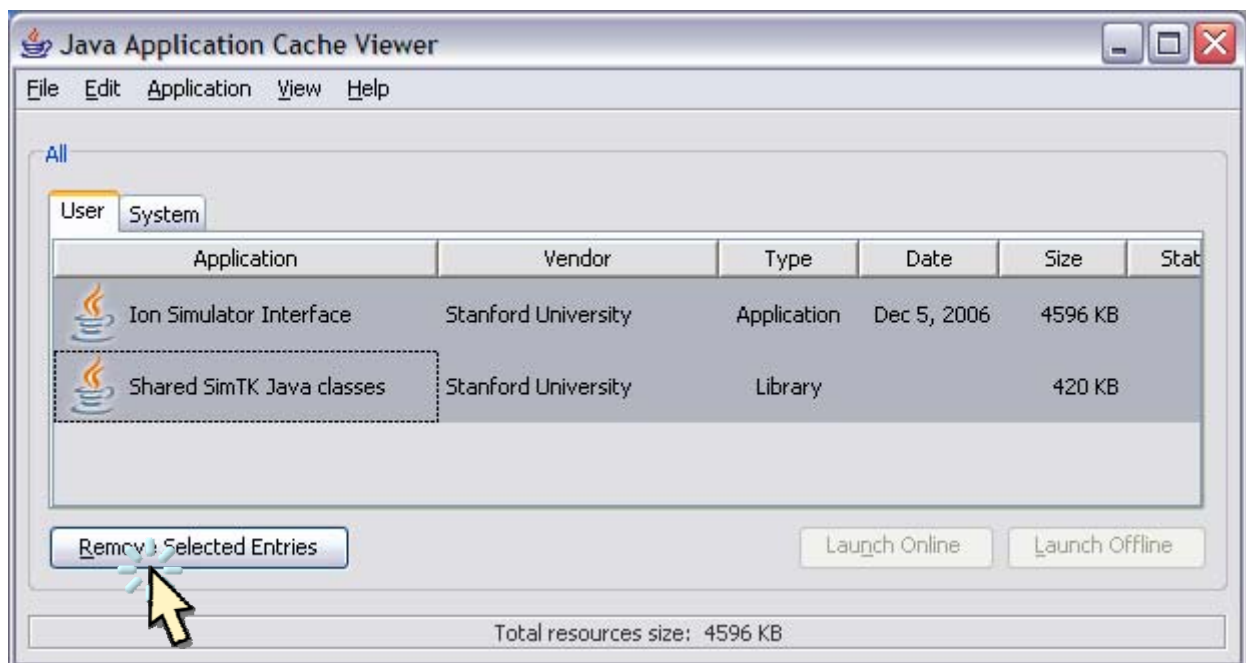 Java Application Cache Viewer
File Edit Application View Help
All
User System
Application Vendor Type Date Size Stat
Ion Simulator Interface Stanford University Application Dec 5, 2006 4596 KB
Shared SimTK Java classes Stanford University Library 420 KB
Remove Selected Entries Launch Online Launch Offline
Total resources size: 4596 KB